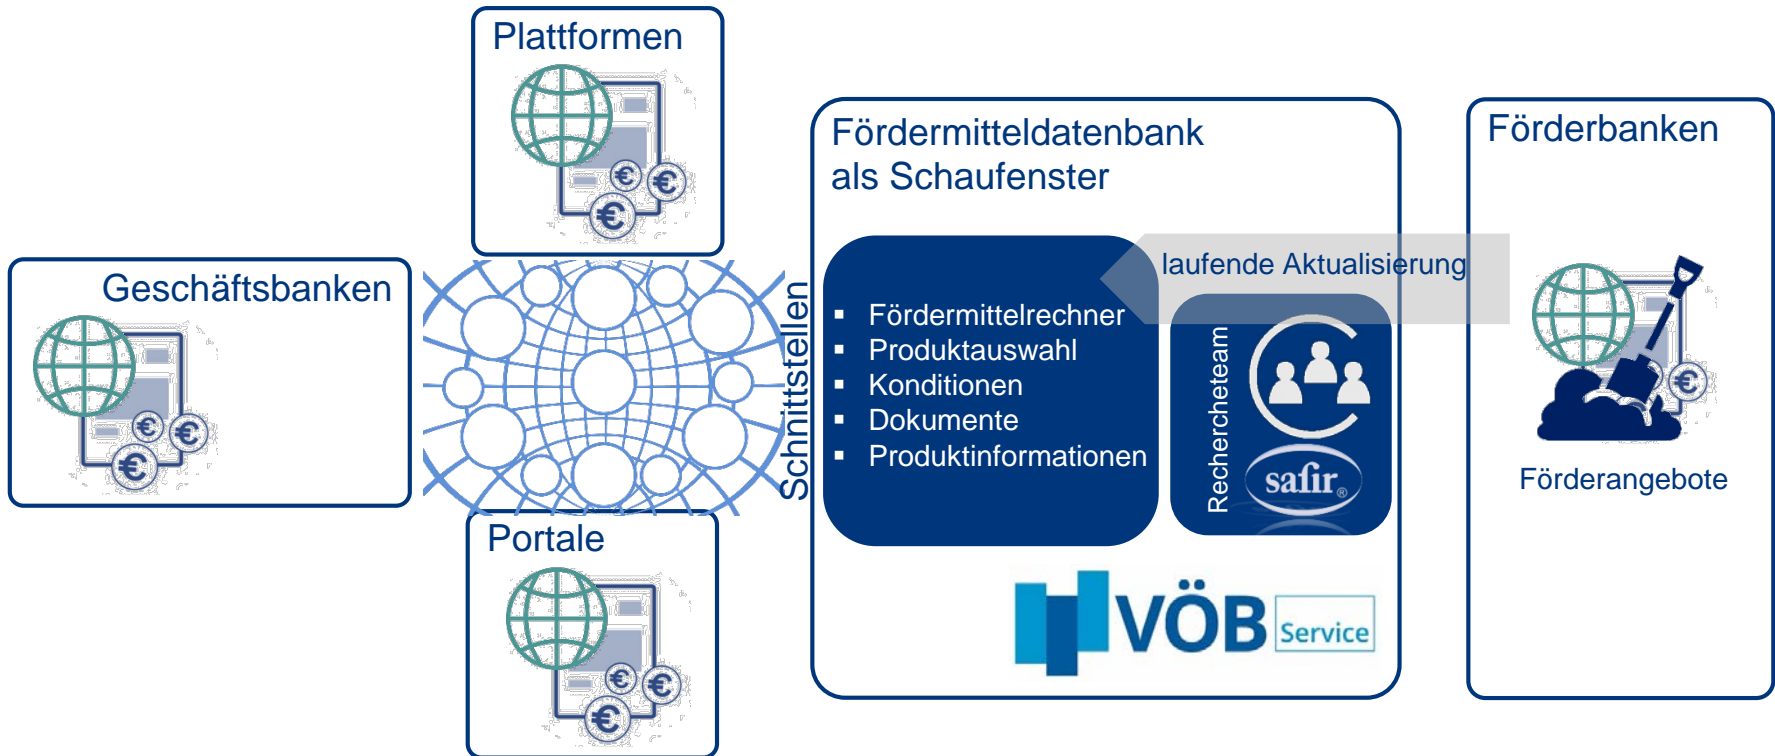 Plattformen
€ € €
Geschäftsbanken
€ € €
Portale
€ € €
Schnittstellen
Fördermitteldatenbank
als Schaufenster
laufende Aktualisierung
▪ Fördermittelrechner
▪ Produktauswahl
▪ Konditionen
▪ Dokumente
▪ Produktinformationen
Rechercheteam
safir®
VÖB Service
Förderbanken
€
Förderangebote